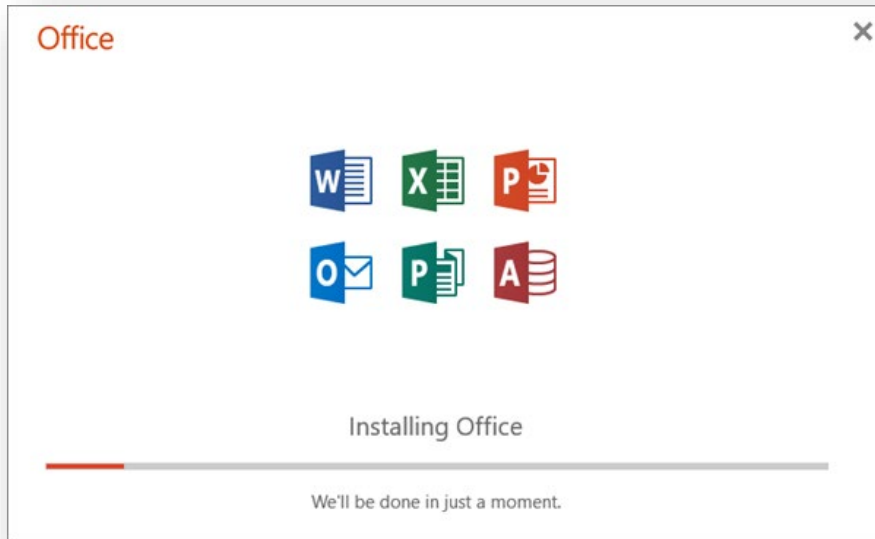 Office
W X P
O P A
Installing Office
We'll be done in just a moment.